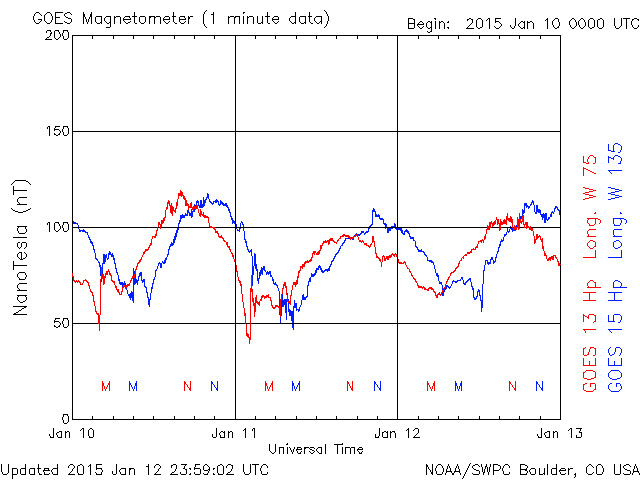 GOES Magnetometer (1 minute data)
Begin: 2015 Jan 10 0000 UTC
200
150
100
50
0
NanoTesla (nT)
M M N N M M N N M M N N
Jan 10 Jan 11 Jan 12 Jan 13
Universal Time
GOES 13 Hp Long. W 75
GOES 15 Hp Long. W 135
Updated 2015 Jan 12 23:59:02 UTC
NOAA/SWPC Boulder, CO USA